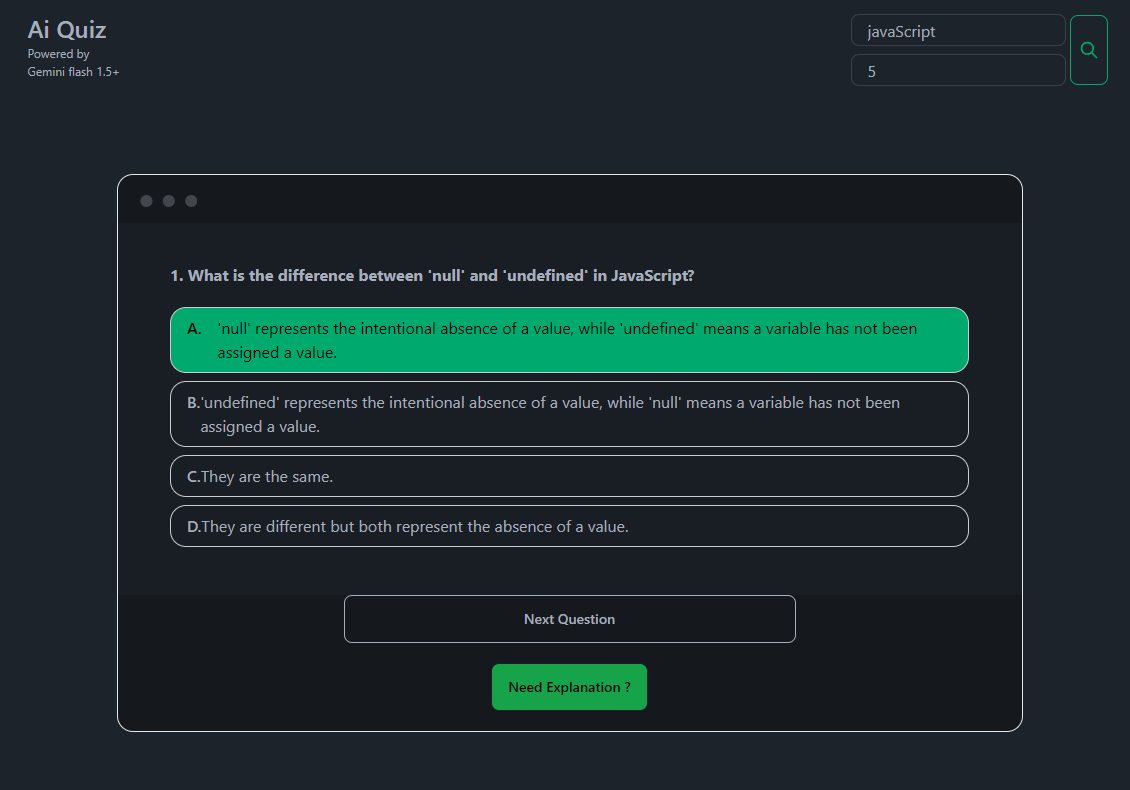 Ai Quiz
Powered by
Gemini flash 1.5+
javaScript
5
1. What is the difference between 'null' and 'undefined' in JavaScript?
A. 'null' represents the intentional absence of a value, while 'undefined' means a variable has not been
assigned a value.
B.'undefined' represents the intentional absence of a value, while 'null' means a variable has not been
assigned a value.
C.They are the same.
D.They are different but both represent the absence of a value.
Next Question
Need Explanation ?